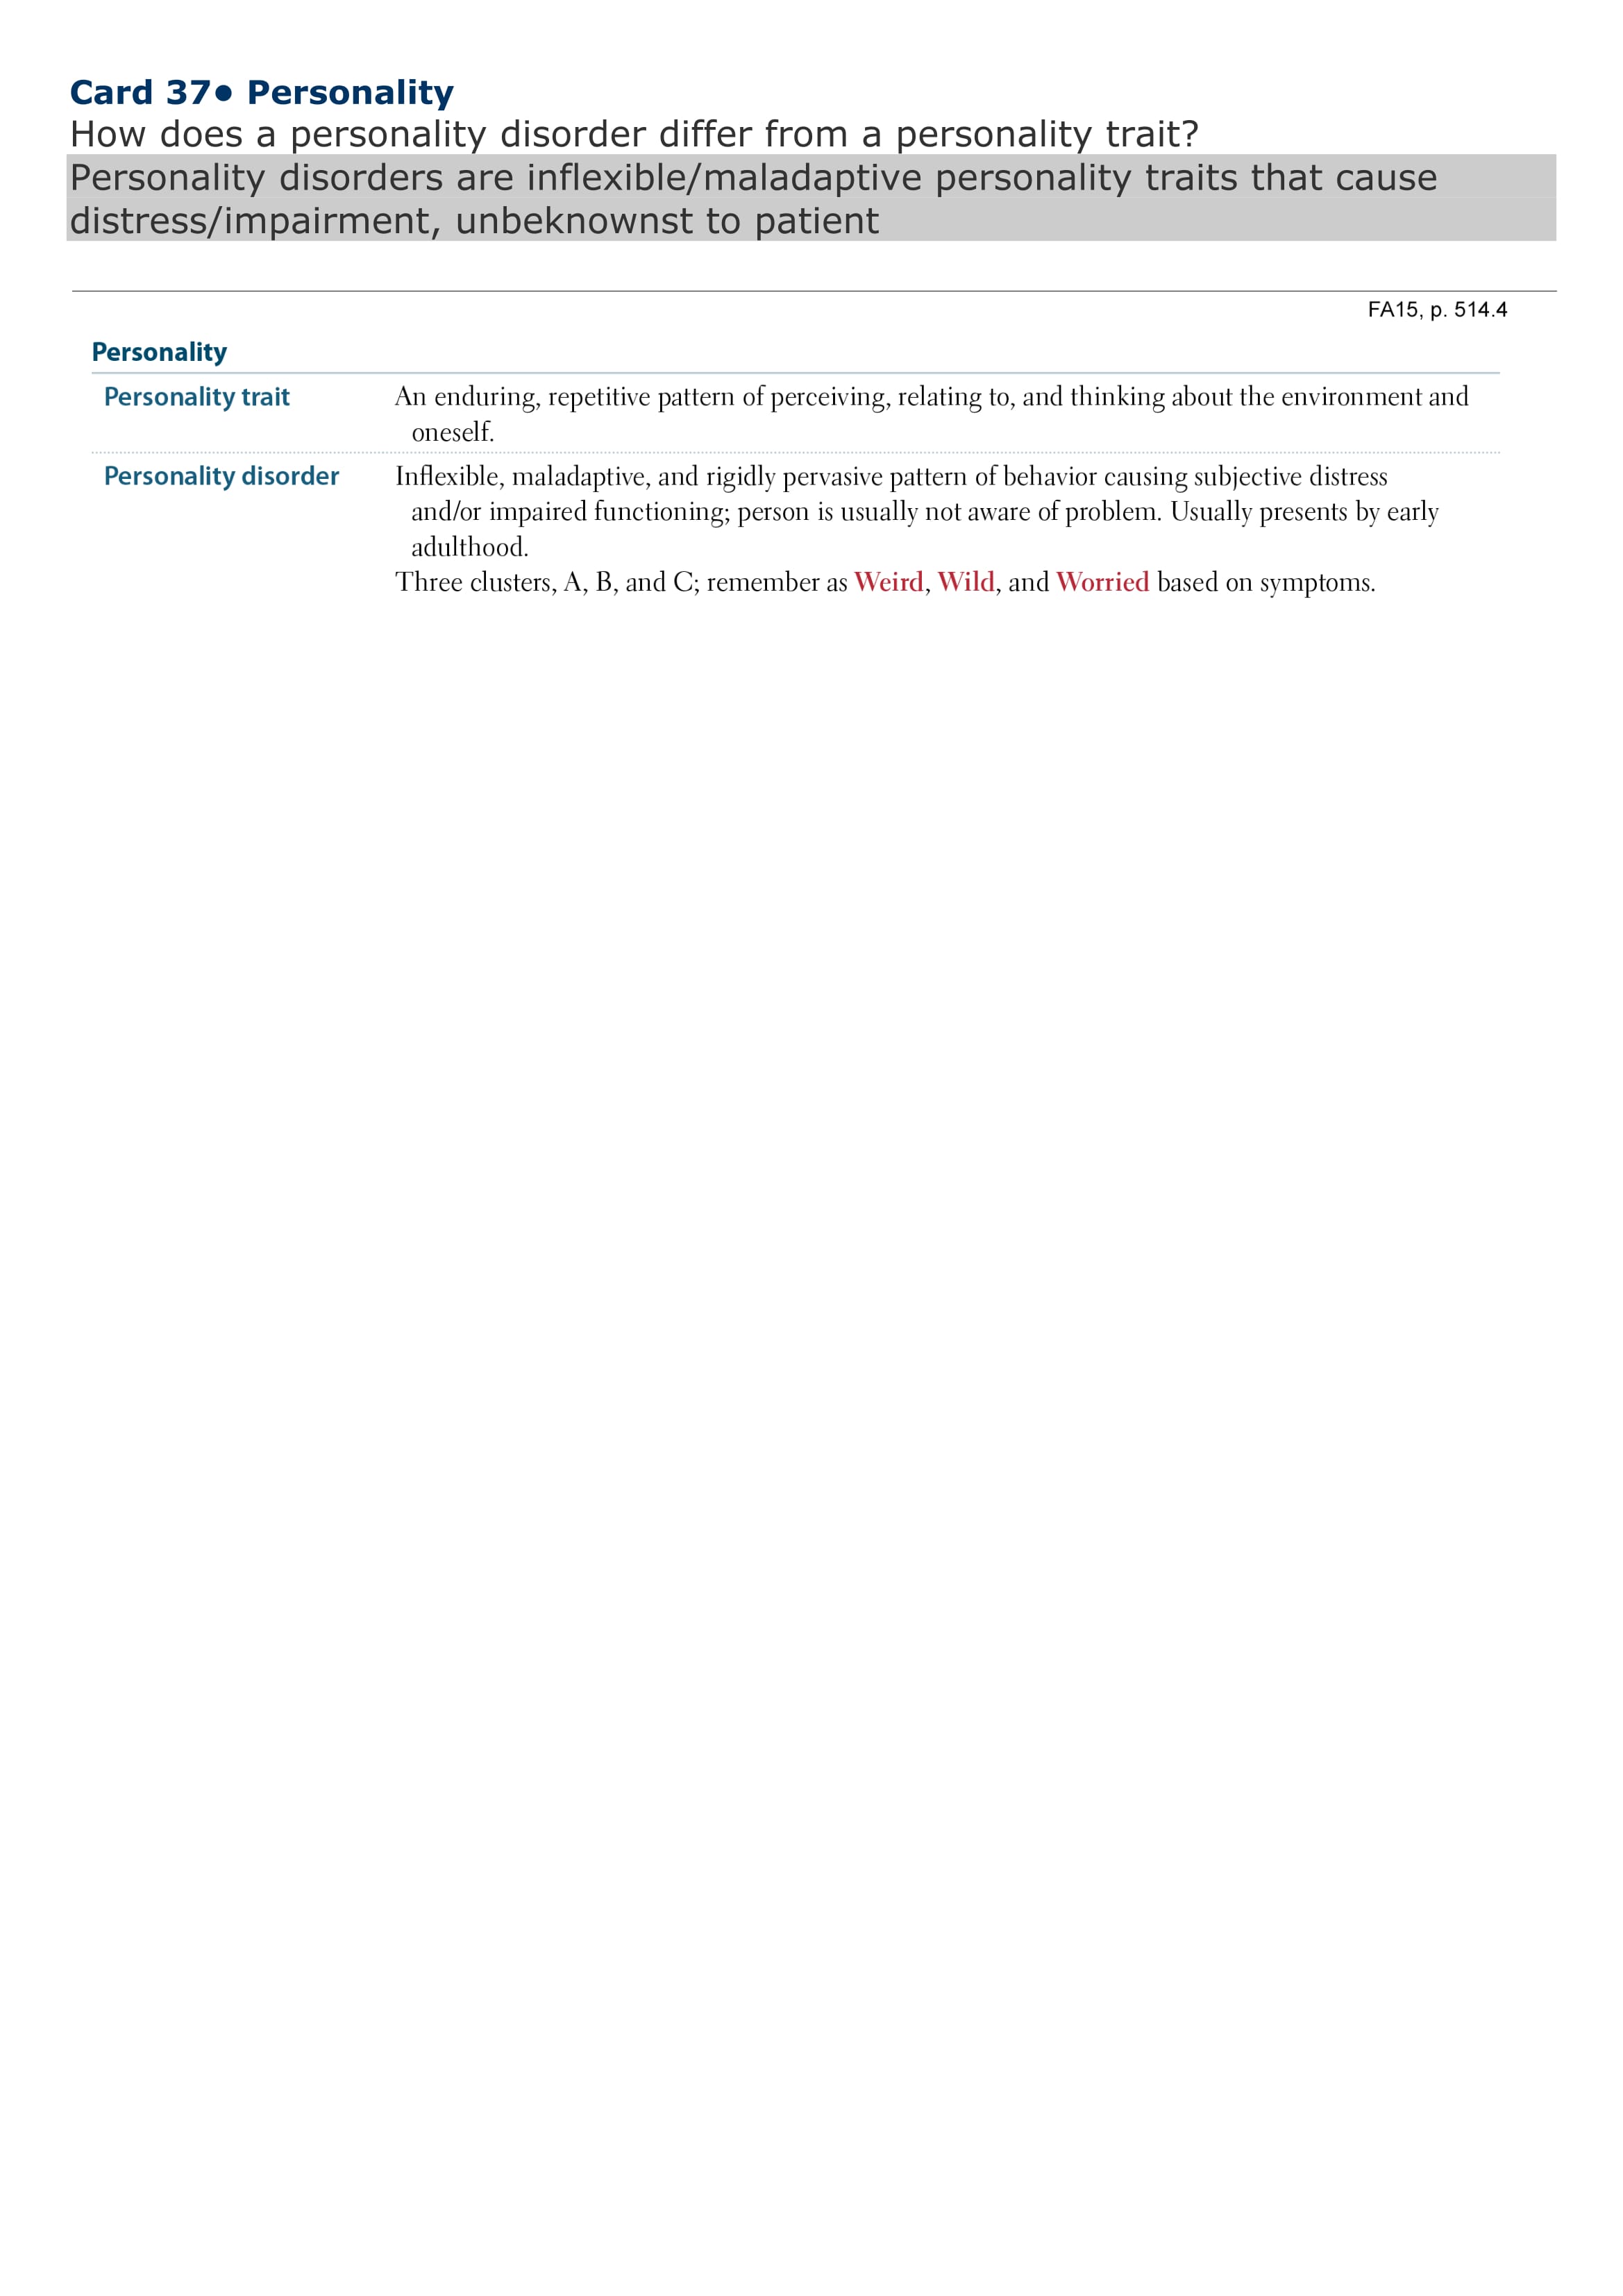 Card 37• Personality
How does a personality disorder differ from a personality trait?
Personality disorders are inflexible/maladaptive personality traits that cause
distress/impairment, unbeknownst to patient
FA15, p. 514.4
Personality
Personality trait An enduring, repetitive pattern of perceiving, relating to, and thinking about the environment and
oneself.
Personality disorder Inflexible, maladaptive, and rigidly pervasive pattern of behavior causing subjective distress
and/or impaired functioning; person is usually not aware of problem. Usually presents by early
adulthood.
Three clusters, A, B, and C; remember as Weird, Wild, and Worried based on symptoms.